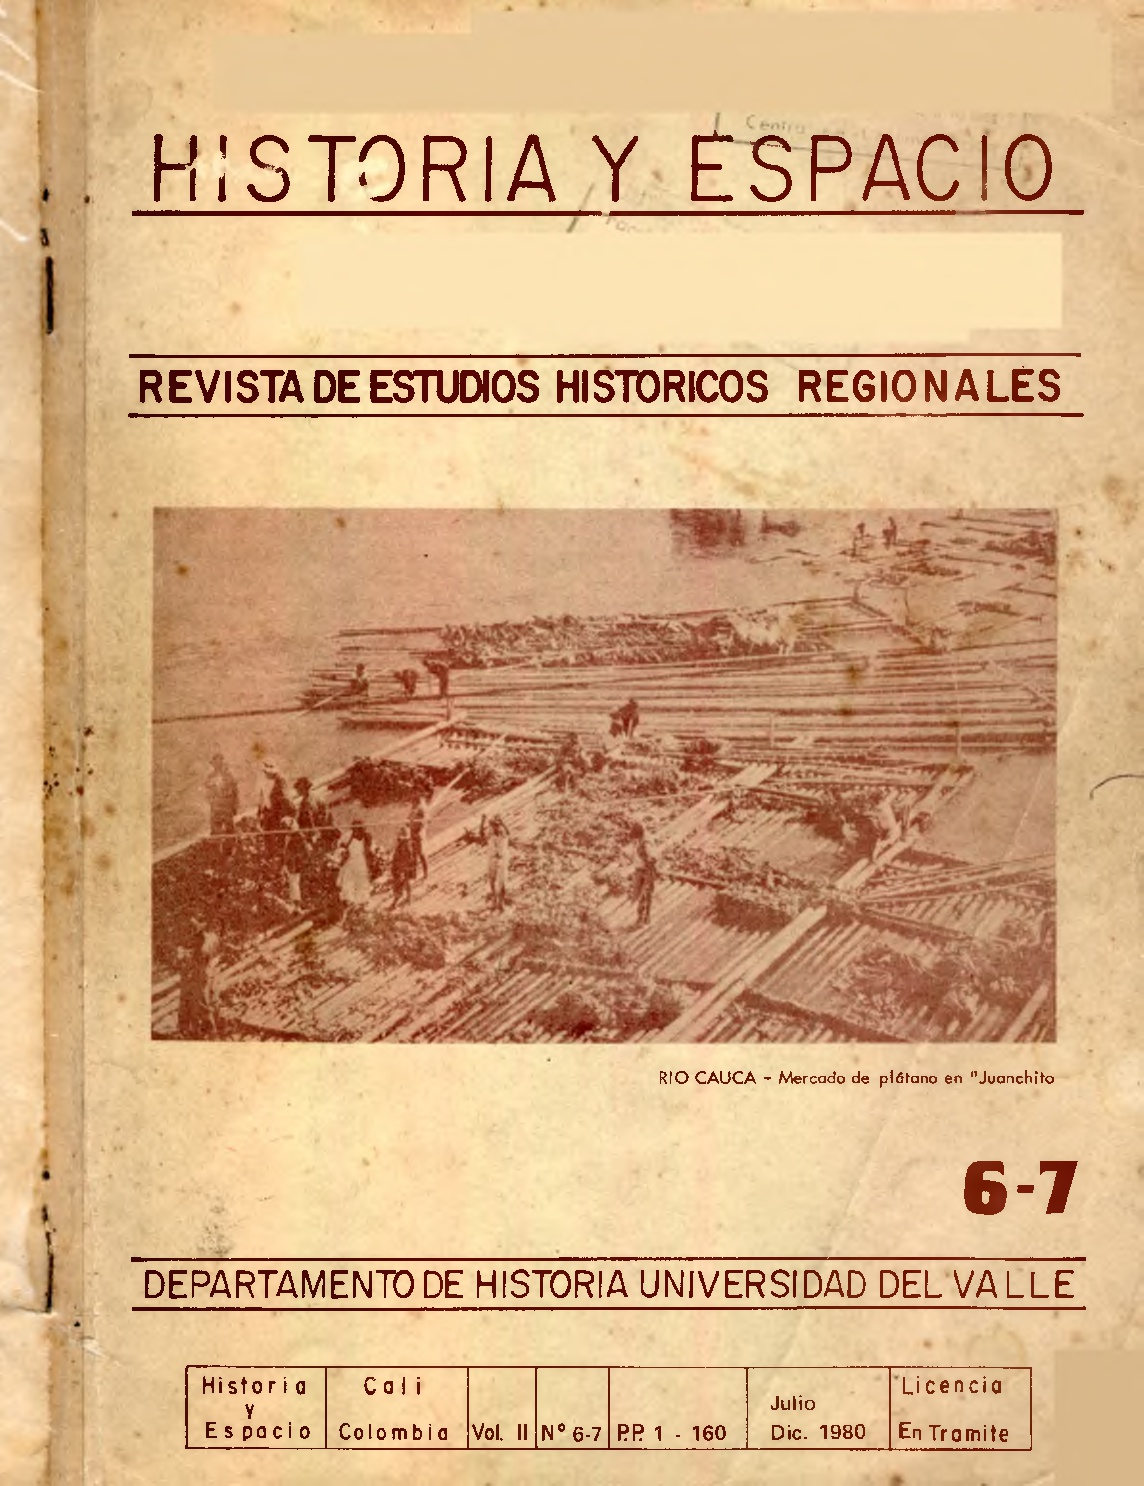 Centro
HISTORIA Y ESPACIO
REVISTA DE ESTUDIOS HISTORICOS REGIONALES
RIO CAUCA - Mercado de plátano en "Juanchito
6-7
DEPARTAMENTO DE HISTORIA UNIVERSIDAD DEL VALLE
Historia Y Espacio
Cali Colombia
Vol. II
N° 6-7
P.P. 1 - 160
Julio Dic. 1980
Licencia En Tramite